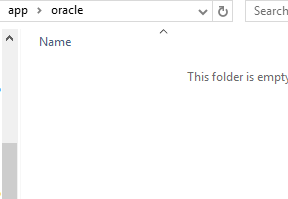 app > oracle
Search
Name
This folder is empty